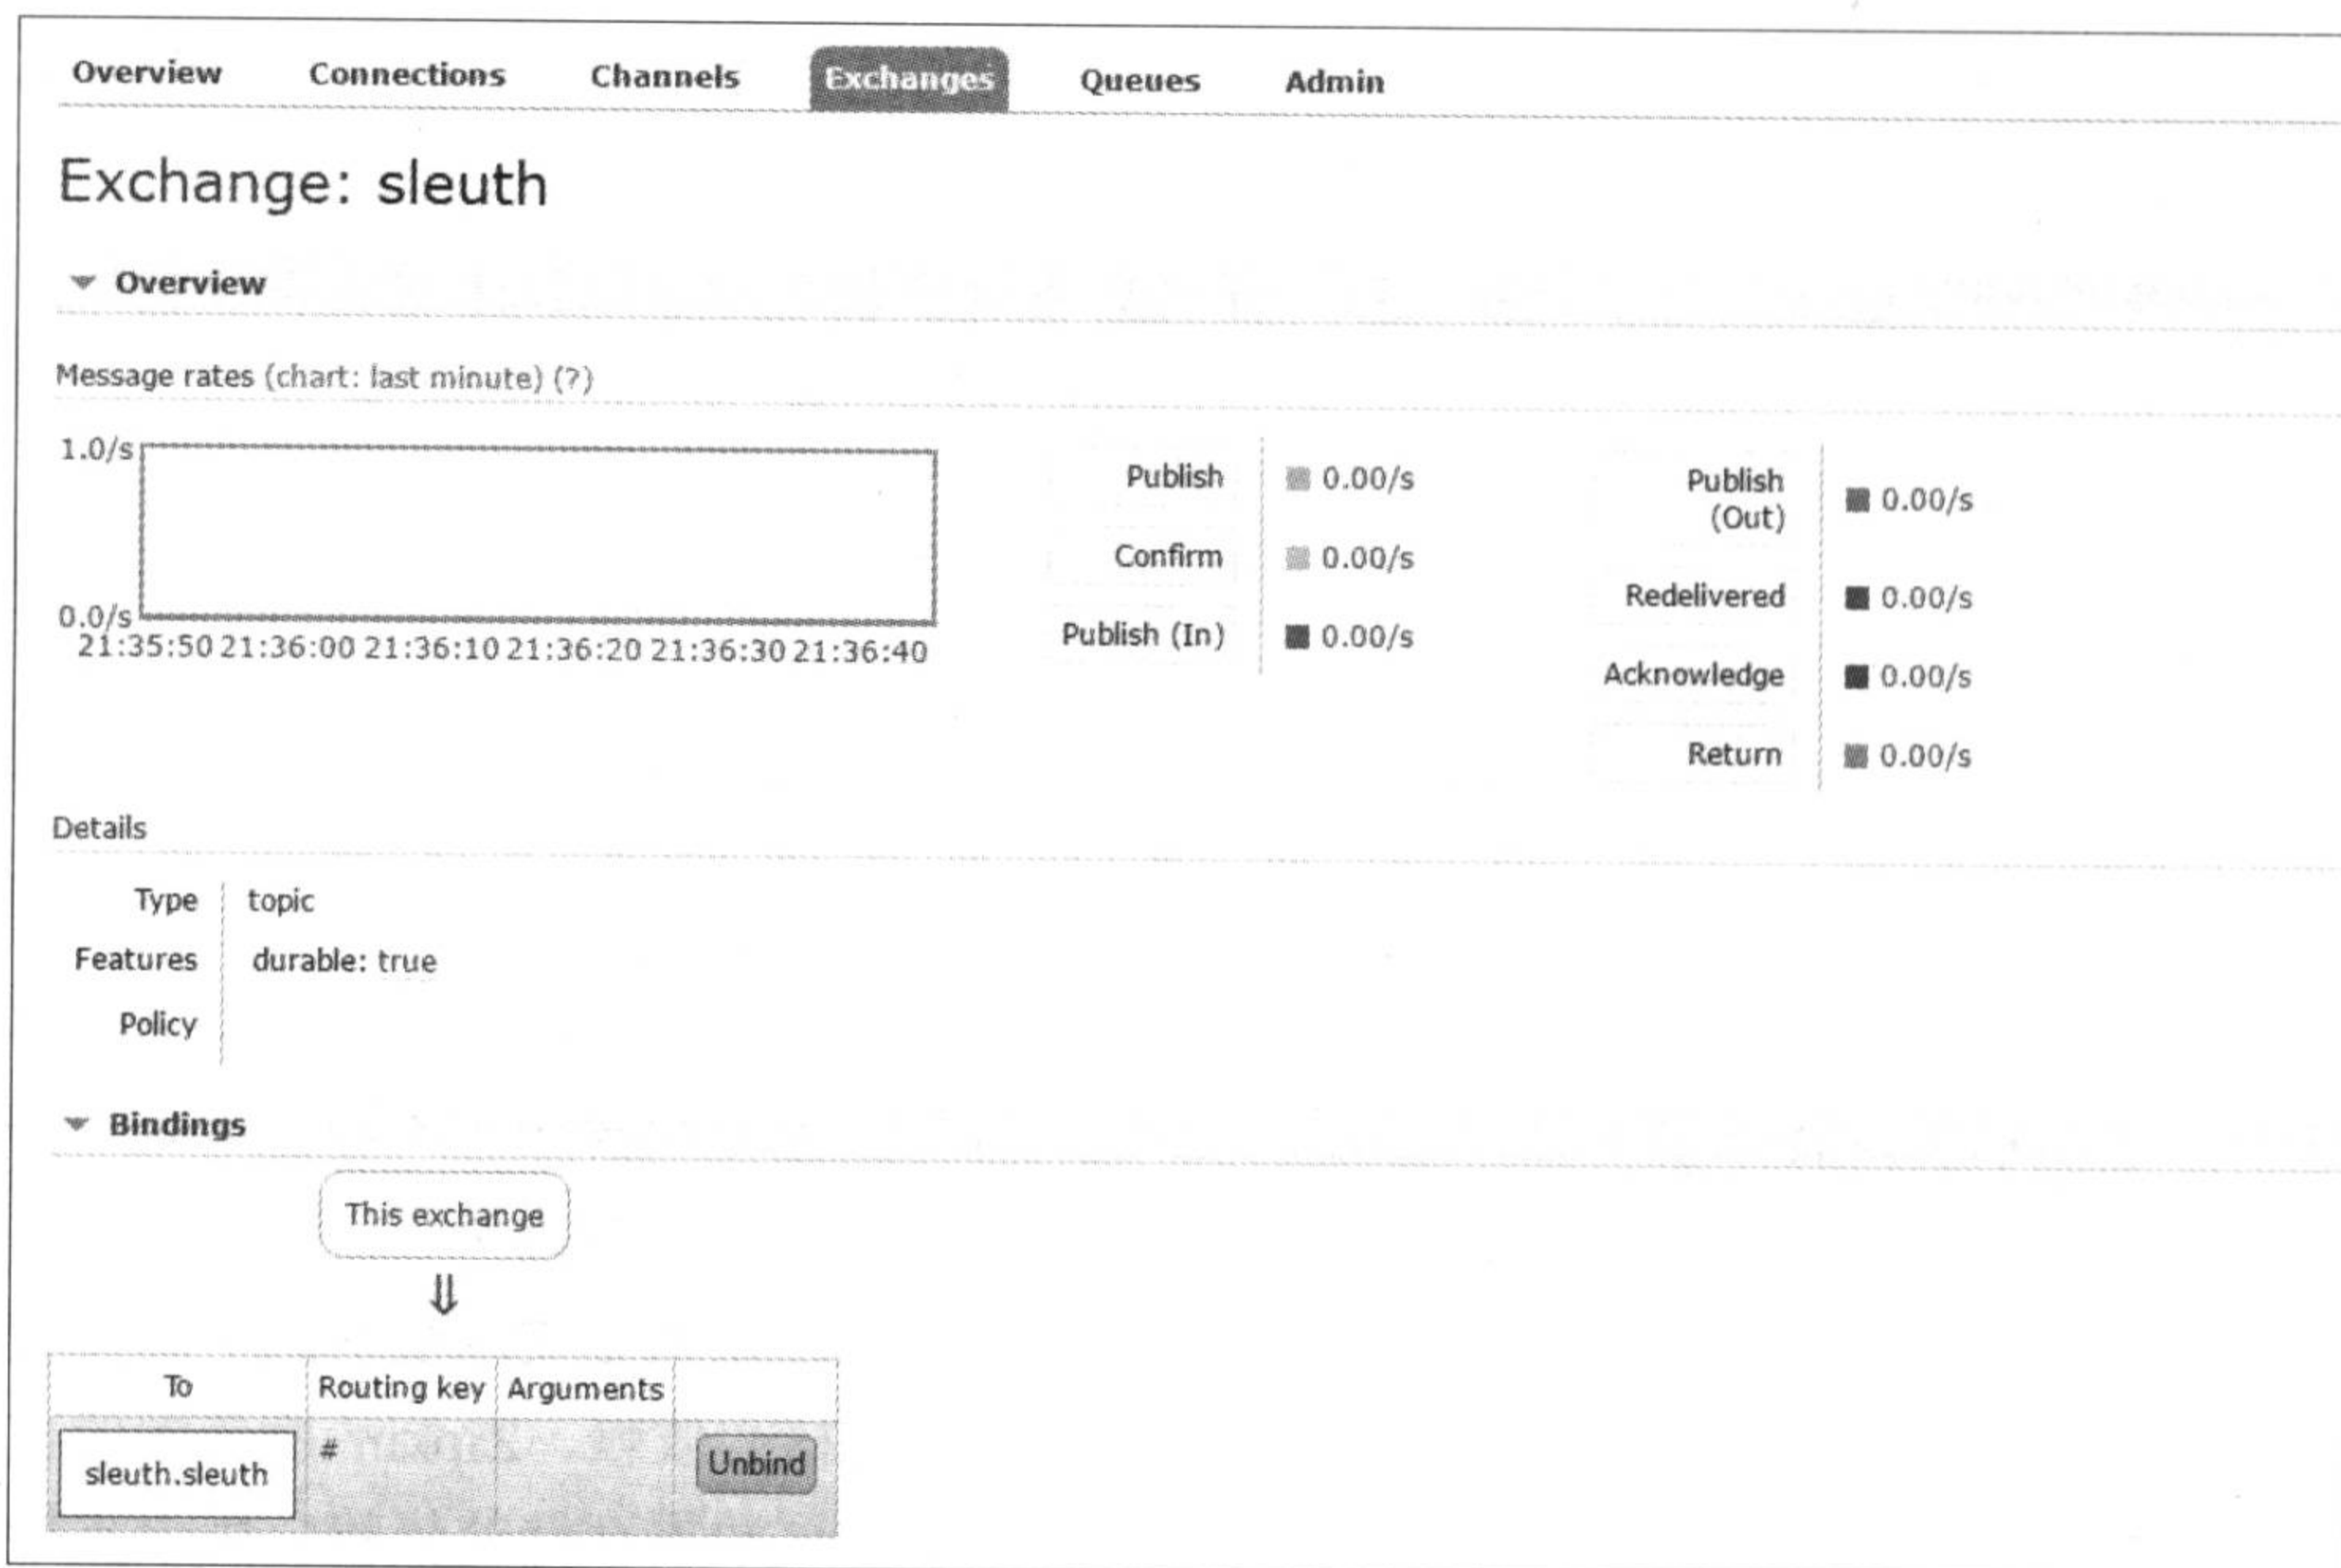 Overview Connections Channels Exchanges Queues Admin
Exchange: sleuth
Overview
Message rates (chart: last minute) (?)
1.0/s
0.0/s
21:35:50 21:36:00 21:36:10 21:36:20 21:36:30 21:36:40
Publish 0.00/s
Confirm 0.00/s
Publish (In) 0.00/s
Publish
(Out) 0.00/s
Redelivered 0.00/s
Acknowledge 0.00/s
Return 0.00/s
Details
Type topic
Features durable: true
Policy
Bindings
This exchange
⇓
To Routing key Arguments
sleuth.sleuth # Unbind